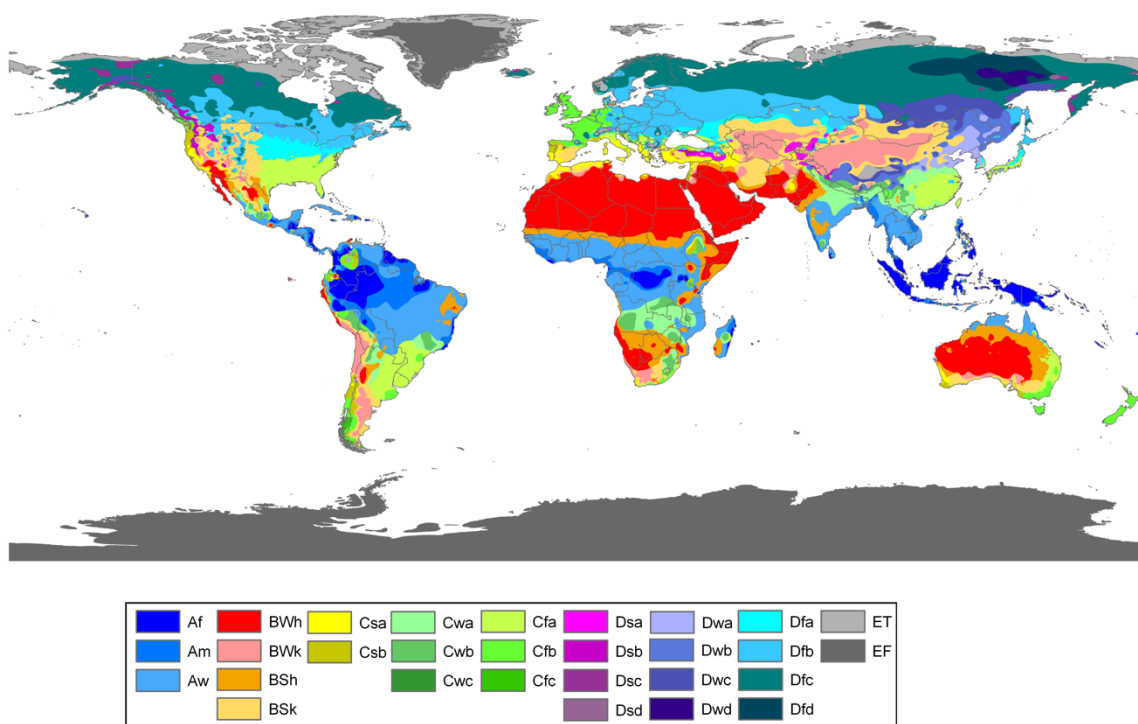 Af BWh Csa Cwa Cfa Dsa Dwa Dfa ET
Am BWk Csb Cwb Cfb Dsb Dwb Dfb EF
Aw BSh Cwc Cfc Dsc Dwc Dfc
BSk Dsd Dwd Dfd